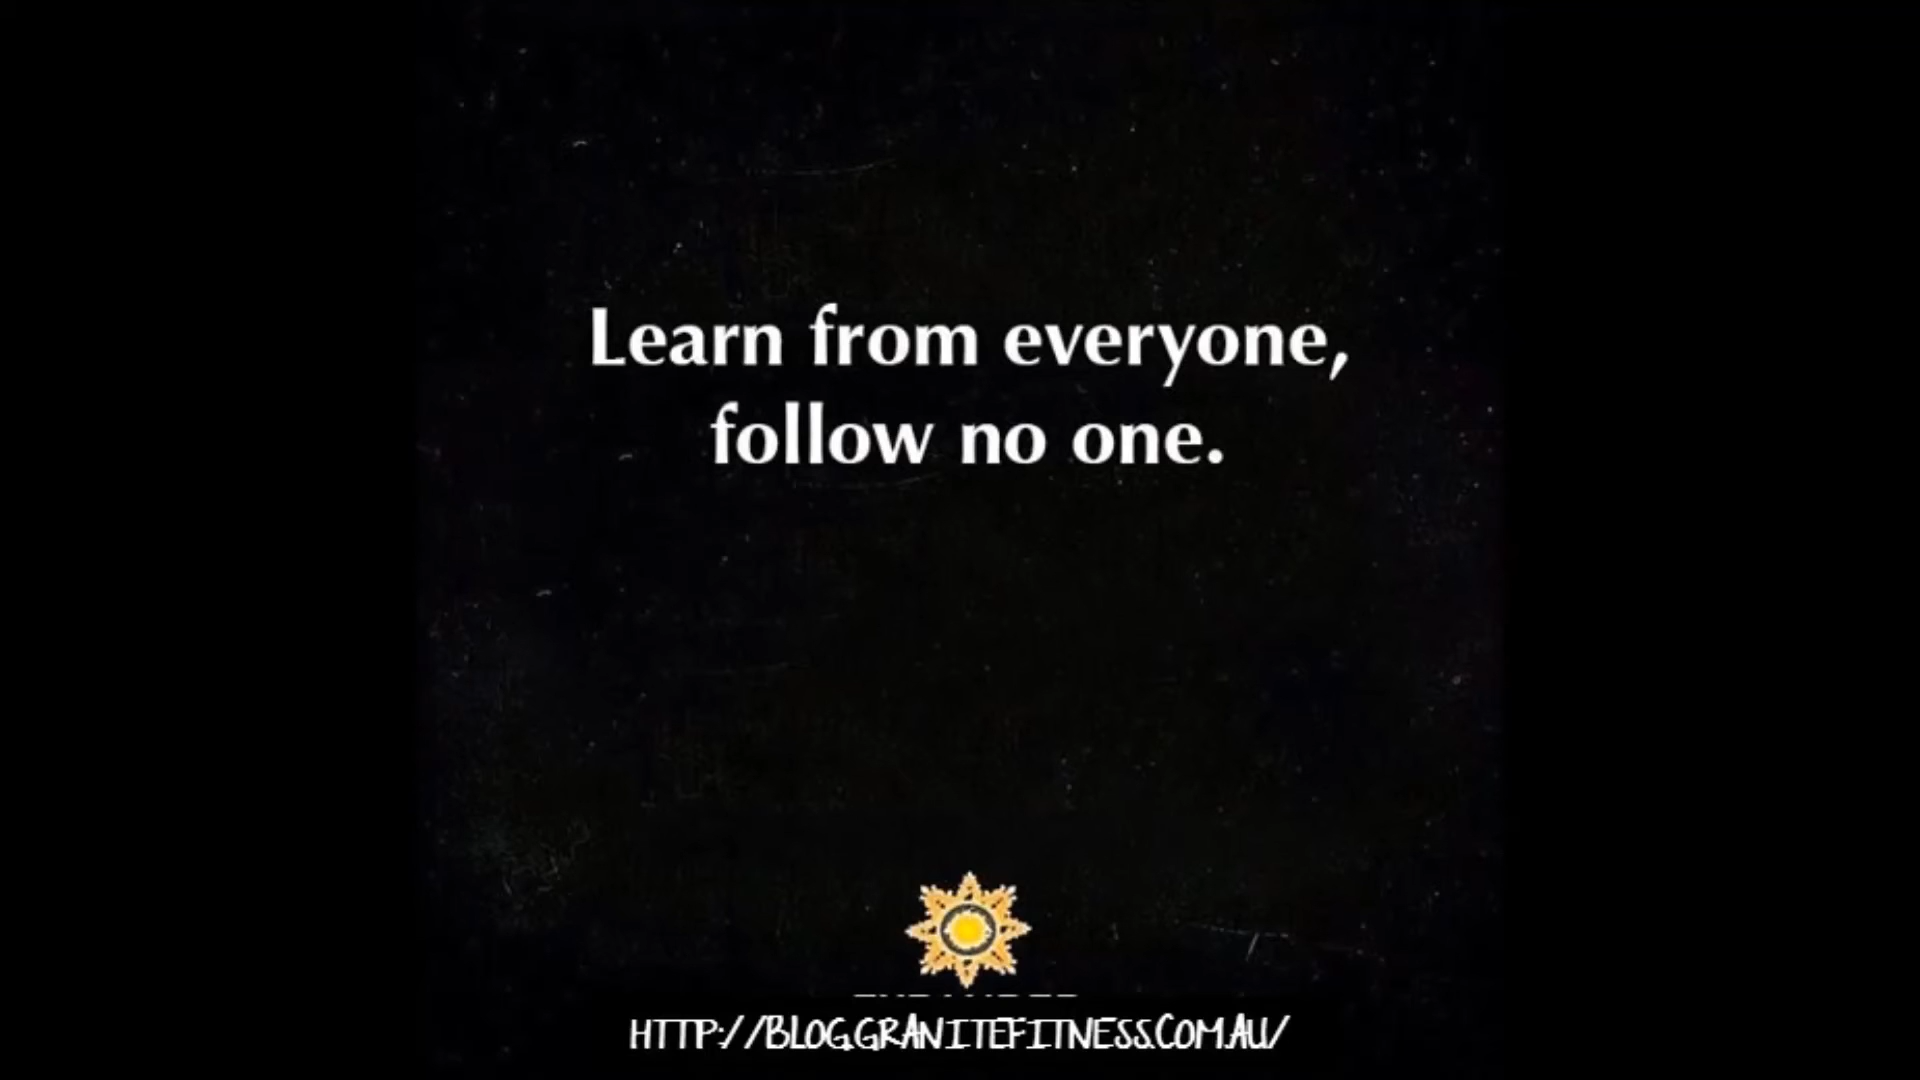 Learn from everyone,
follow no one.
HTTP://BLOG.GRANITEFITNESS.COM.AU/